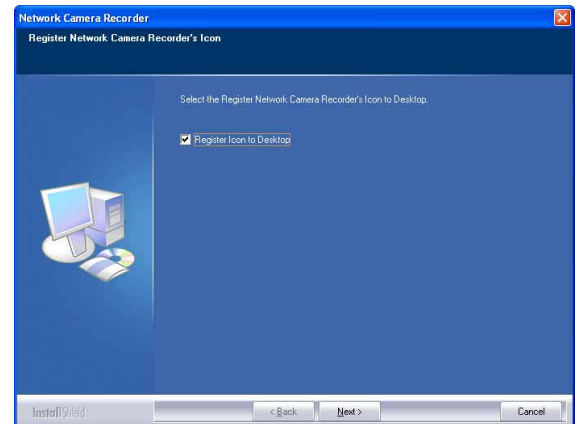 Network Camera Recorder
Register Network Camera Recorder's Icon
Select the Register Network Camera Recorder's Icon to Desktop.
Register Icon to Desktop
InstallShield
< Back
Next >
Cancel